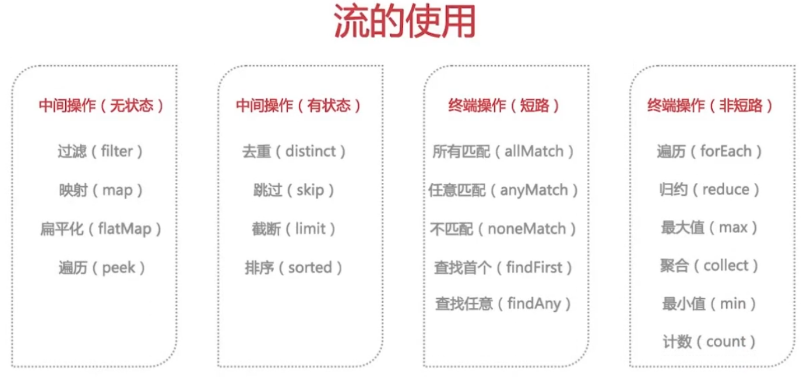 流的使用
中间操作（无状态）
过滤（filter）
映射（map）
扁平化（flatMap）
遍历（peek）
中间操作（有状态）
去重（distinct）
跳过（skip）
截断（limit）
排序（sorted）
终端操作（短路）
所有匹配（allMatch）
任意匹配（anyMatch）
不匹配（noneMatch）
查找首个（findFirst）
查找任意（findAny）
终端操作（非短路）
遍历（forEach）
归约（reduce）
最大值（max）
聚合（collect）
最小值（min）
计数（count）